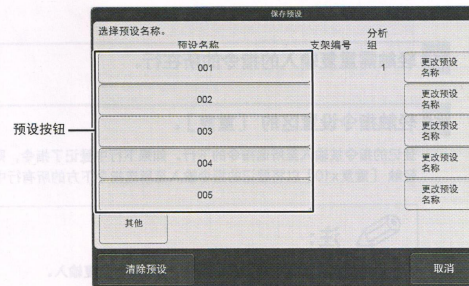 保存预设
选择预设名称。
预设名称
支架编号
分析
组
001
1
更改预设
名称
002
更改预设
名称
预设按钮
003
更改预设
名称
004
更改预设
名称
005
更改预设
名称
其他
清除预设
取消